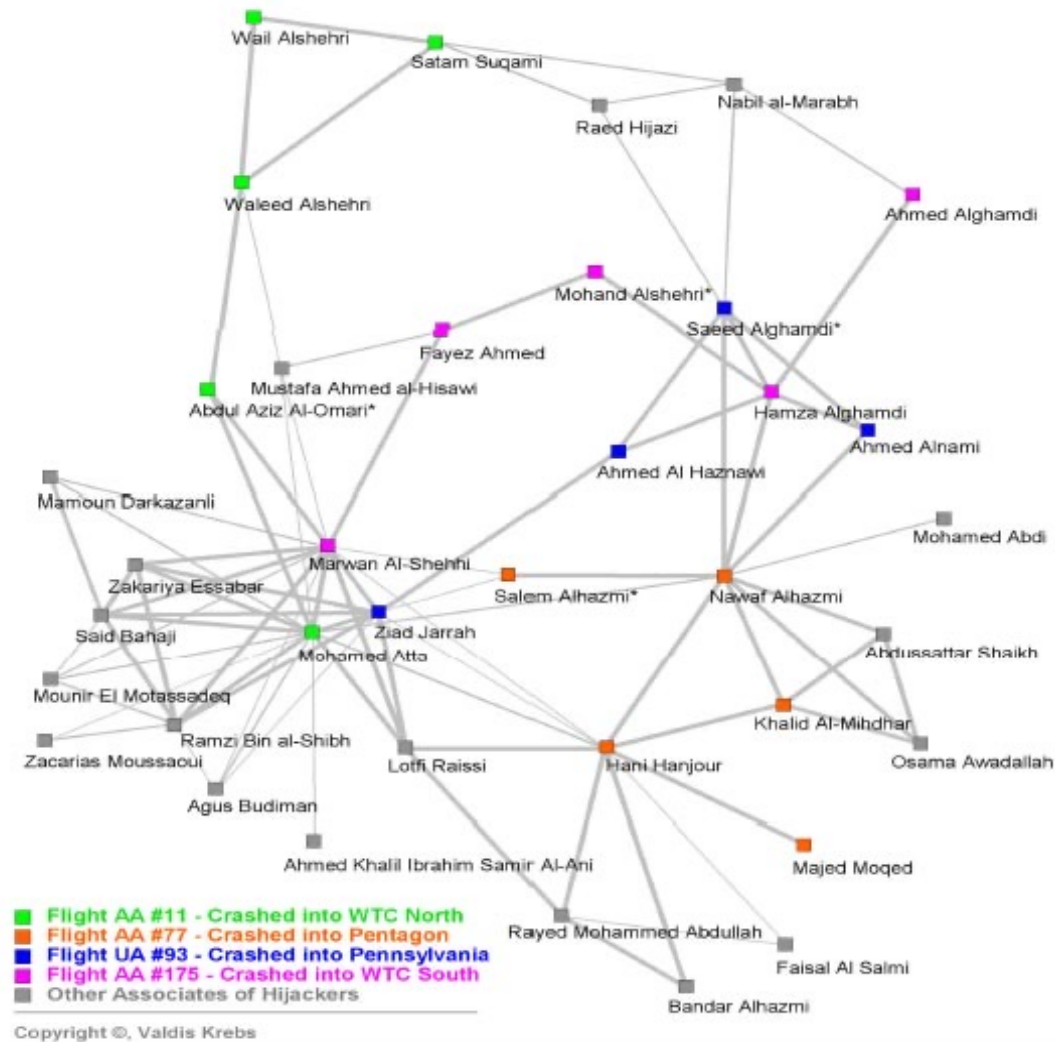 Wail Alshehri
Satam Suqami
Nabil al-Marabh
Raed Hijazi
Waleed Alshehri
Ahmed Alghamdi
Mohand Alshehri*
Saeed Alghamdi*
Fayez Ahmed
Mustafa Ahmed al-Hisawi
Abdul Aziz Al-Omari*
Hamza Alghamdi
Ahmed Alnami
Ahmed Al Haznawi
Mamoun Darkazanli
Mohamed Abdi
Marwan Al-Shehhi
Zakariya Essabar
Salem Alhazmi*
Nawaf Alhazmi
Said Bahaji
Ziad Jarrah
Mohamed Atta
Abdussattar Shaikh
Mounir El Motassadeq
Khalid Al-Mihdhar
Ramzi Bin al-Shibh
Zacarias Moussaoui
Lotfi Raissi
Hani Hanjour
Osama Awadallah
Agus Budiman
Ahmed Khalil Ibrahim Samir Al-Ani
Majed Moqed
Flight AA #11 - Crashed into WTC North
Rayed Mohammed Abdullah
Flight AA #77 - Crashed into Pentagon
Flight UA #93 - Crashed into Pennsylvania
Faisal Al Salmi
Flight AA #175 - Crashed into WTC South
Other Associates of Hijackers
Bandar Alhazmi
Copyright ©, Valdis Krebs